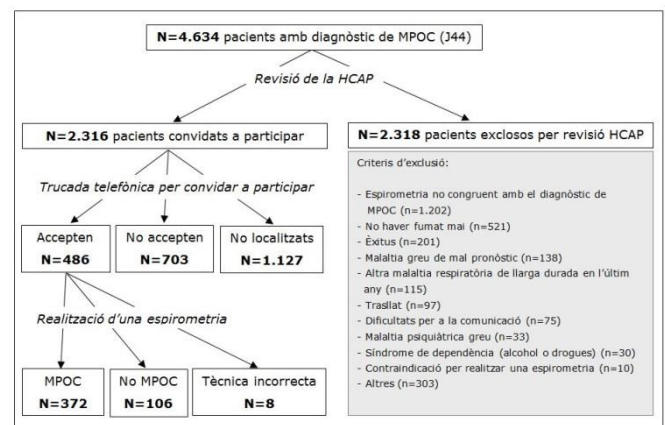 N=4.634 pacients amb diagnòstic de MPOC (J44)
Revisió de la HCAP
N=2.316 pacients convidats a participar
N=2.318 pacients exclosos per revisió HCAP
Trucada telefònica per convidar a participar
Accepten
N=486
No accepten
N=703
No localitzats
N=1.127
Realització d'una espirometria
MPOC
N=372
No MPOC
N=106
Tècnica incorrecta
N=8
Criteris d'exclusió:
- Espirometria no congruent amb el diagnòstic de
MPOC (n=1.202)
- No haver fumat mai (n=521)
- Èxitus (n=201)
- Malaltia greu de mal pronòstic (n=138)
- Altra malaltia respiratòria de llarga durada en l'últim
any (n=115)
- Trasllat (n=97)
- Dificultats per a la comunicació (n=75)
- Malaltia psiquiàtrica greu (n=33)
- Síndrome de dependència (alcohol o drogues) (n=30)
- Contraindicació per realitzar una espirometria (n=10)
- Altres (n=303)